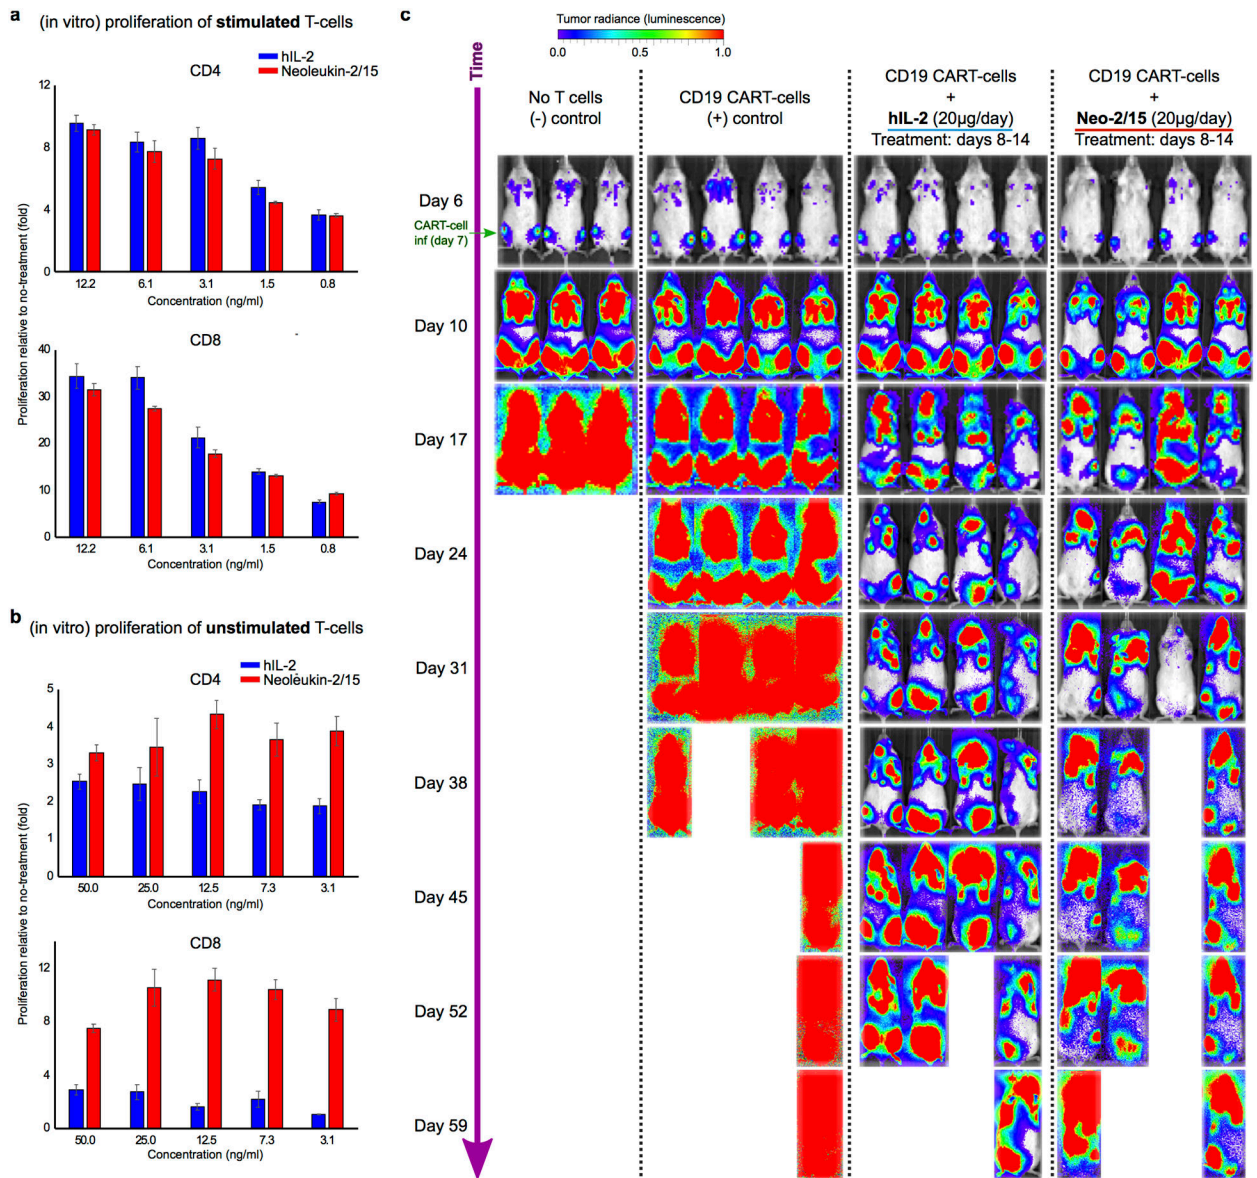 a
(in vitro) proliferation of stimulated T-cells
hIL-2
Neoleukin-2/15
CD4
12
8
4
0
12.2 6.1 3.1 1.5 0.8
Concentration (ng/ml)
Proliferation relative to no-treatment (fold)
CD8
40
30
20
10
0
12.2 6.1 3.1 1.5 0.8
Concentration (ng/ml)
b
(in vitro) proliferation of unstimulated T-cells
hIL-2
Neoleukin-2/15
CD4
5
4
3
2
1
0
50.0 25.0 12.5 7.3 3.1
Concentration (ng/ml)
Proliferation relative to no-treatment (fold)
CD8
12
8
4
0
50.0 25.0 12.5 7.3 3.1
Concentration (ng/ml)
c
Tumor radiance (luminescence)
0.0 0.5 1.0
Time
No T cells
(-) control
CD19 CART-cells
(+) control
CD19 CART-cells
+
hIL-2 (20µg/day)
Treatment: days 8-14
CD19 CART-cells
+
Neo-2/15 (20µg/day)
Treatment: days 8-14
Day 6
CART-cell
inf (day 7)
Day 10
Day 17
Day 24
Day 31
Day 38
Day 45
Day 52
Day 59